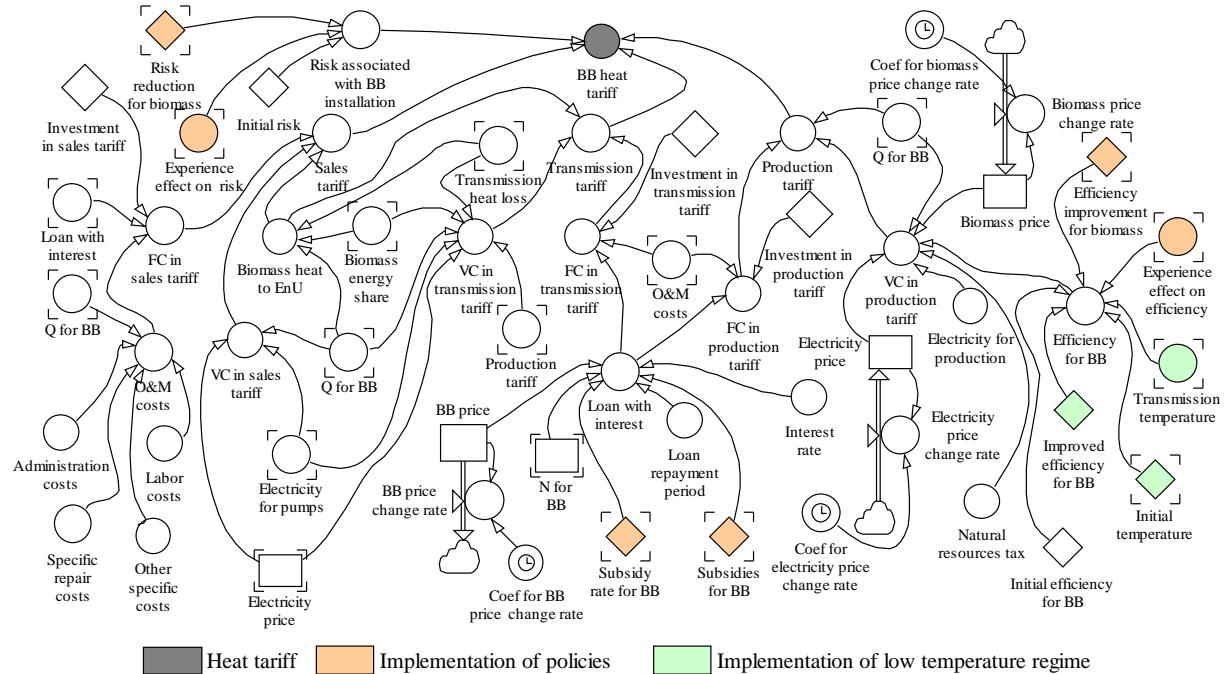 Risk
reduction
for biomass
Risk associated
with BB
installation
BB heat
tariff
Coef for biomass
price change rate
Biomass price
change rate
Investment
in sales tariff
Initial risk
Experience
effect on risk
Sales
tariff
Transmission
heat loss
Transmission
tariff
Investment in
transmission
tariff
Production
tariff
Q for BB
Biomass price
Efficiency
improvement
for biomass
Loan with
interest
FC in
sales tariff
Biomass heat
to EnU
Biomass
energy
share
VC in
transmission
tariff
FC in
transmission
tariff
O&M
costs
Investment in
production
tariff
FC in
production
tariff
VC in
production
tariff
Electricity for
production
Efficiency
for BB
Experience
effect on
efficiency
Q for BB
O&M
costs
VC in sales
tariff
Q for BB
Production
tariff
Electricity
price
Transmission
temperature
Administration
costs
Labor
costs
Electricity
for pumps
BB price
BB price
change rate
N for
BB
Loan with
interest
Loan
repayment
period
Interest
rate
Electricity
price
change rate
Improved
efficiency
for BB
Initial
temperature
Specific
repair
costs
Other
specific
costs
Electricity
price
Coef for BB
price change rate
Subsidy
rate for BB
Subsidies
for BB
Coef for
electricity price
change rate
Natural
resources tax
Initial efficiency
for BB
Heat tariff
Implementation of policies
Implementation of low temperature regime